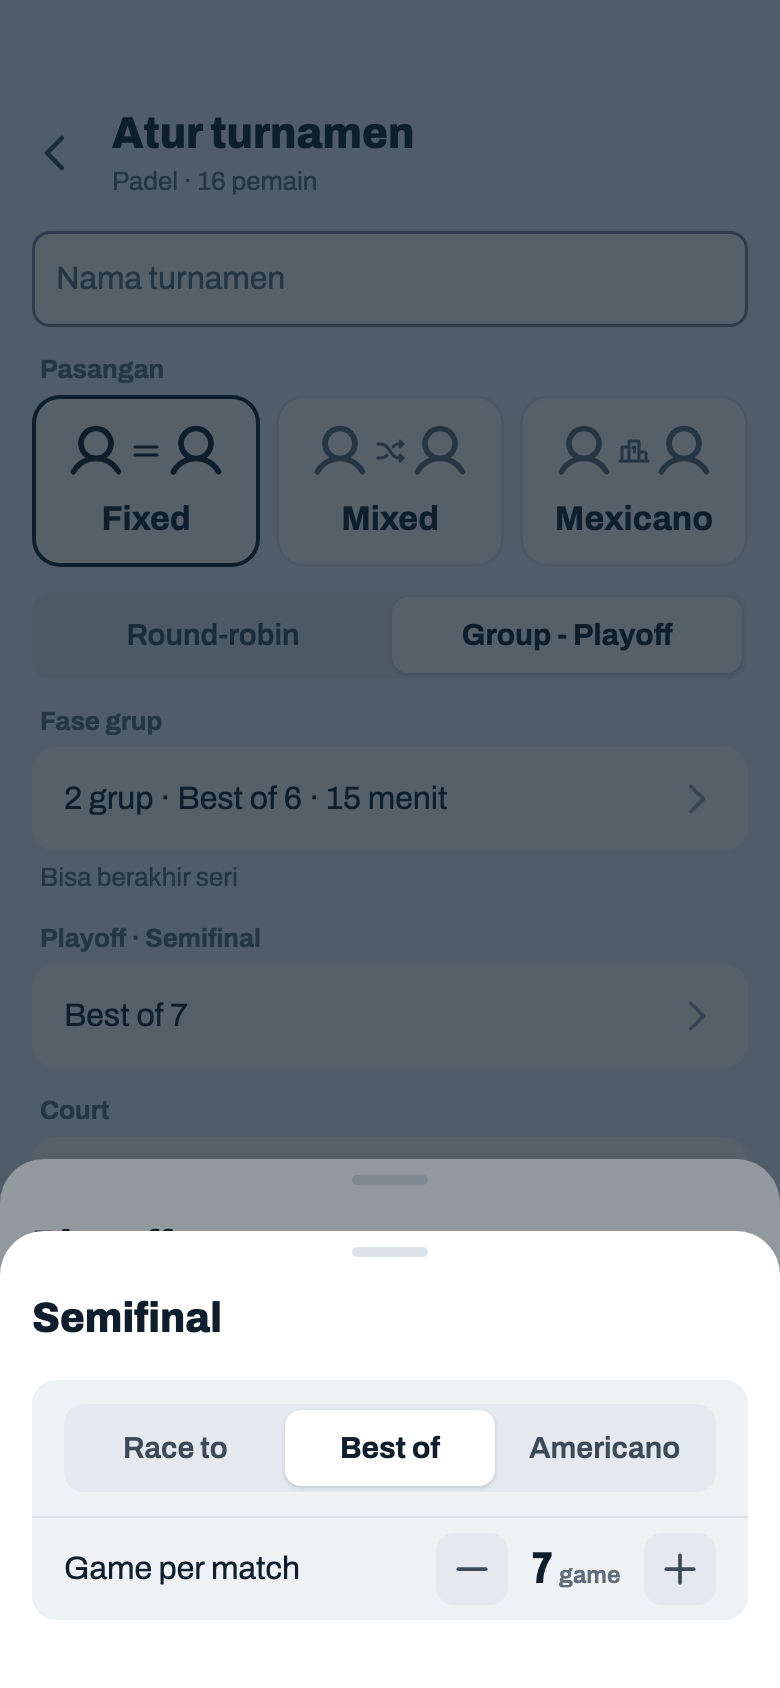 Atur turnamen
Padel · 16 pemain
Nama turnamen
Pasangan
Fixed
Mixed
Mexicano
Round-robin
Group - Playoff
Fase grup
2 grup · Best of 6 · 15 menit
Bisa berakhir seri
Playoff · Semifinal
Best of 7
Court
Semifinal
Race to
Best of
Americano
Game per match
7 game